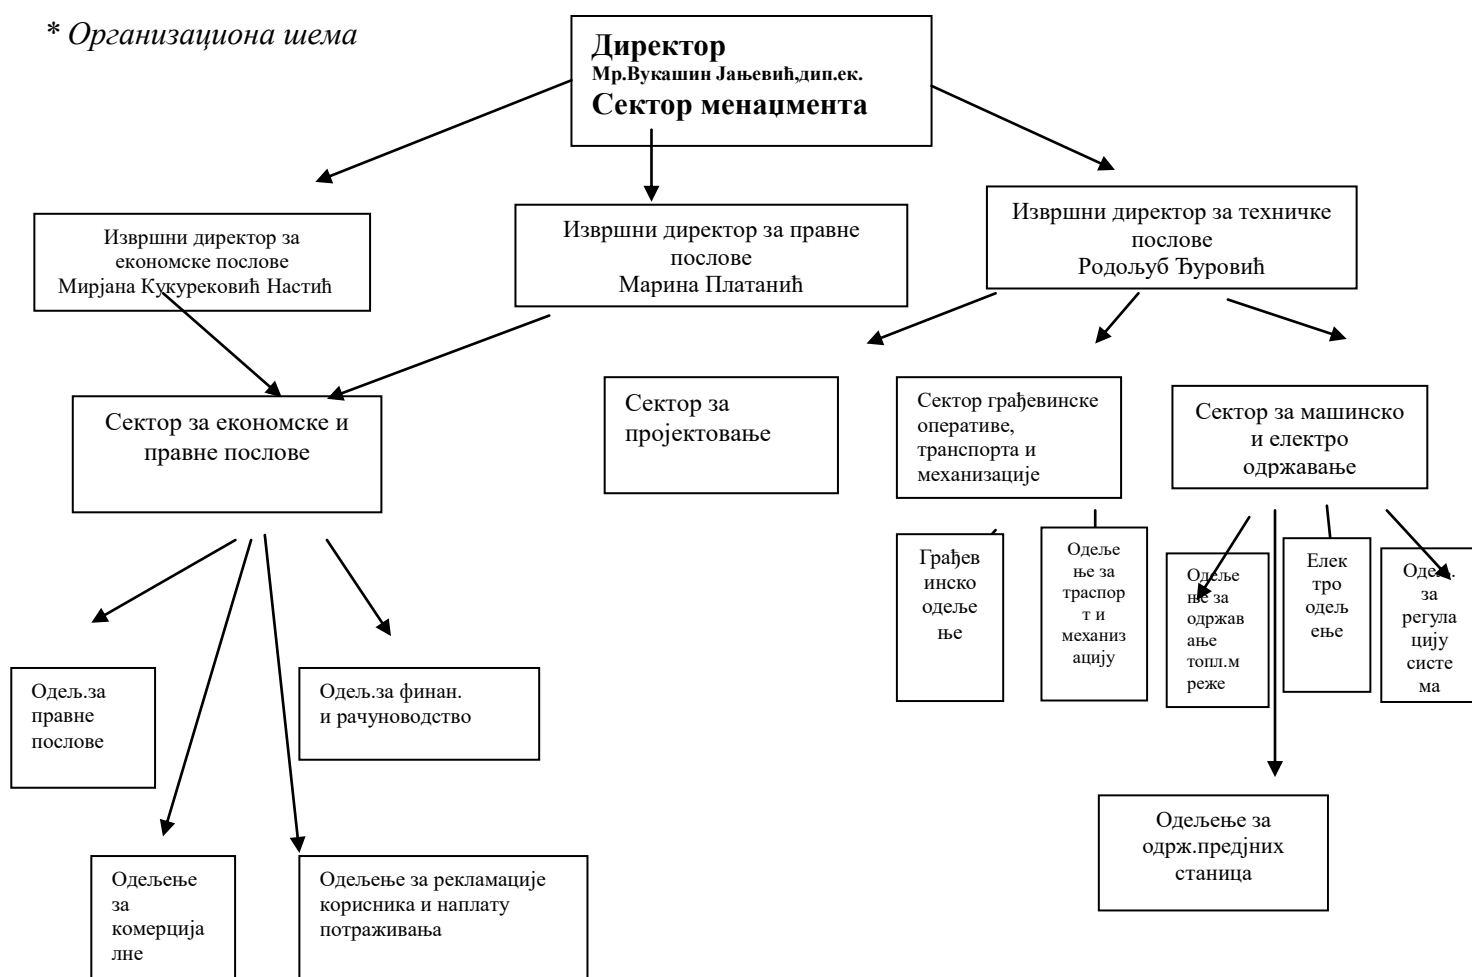 * Организациона шема
Директор
Мр.Вукашин Јањевић,дип.ек.
Сектор менаџмента
Извршни директор за
економске послове
Мирјана Кукурековић Настић
Извршни директор за правне
послове
Марина Платанић
Извршни директор за техничке
послове
Родољуб Ђуровић
Сектор за економске и
правне послове
Сектор за
пројектовање
Сектор грађевинске
оперативе,
транспорта и
механизације
Сектор за машинско
и електро
одржавање
Грађев
инско
одеље
ње
Одеље
ње за
траспор
т и
механиз
ацију
Одеље
ње за
одржав
ање
топл.м
реже
Елек
тро
одељ
ење
Одељ.
за
регула
цију
систе
ма
Одељ.за
правне
послове
Одељ.за финан.
и рачуноводство
Одељење за
одрж.предјних
станица
Одељење
за
комерција
лне
Одељење за рекламације
корисника и наплату
потраживања